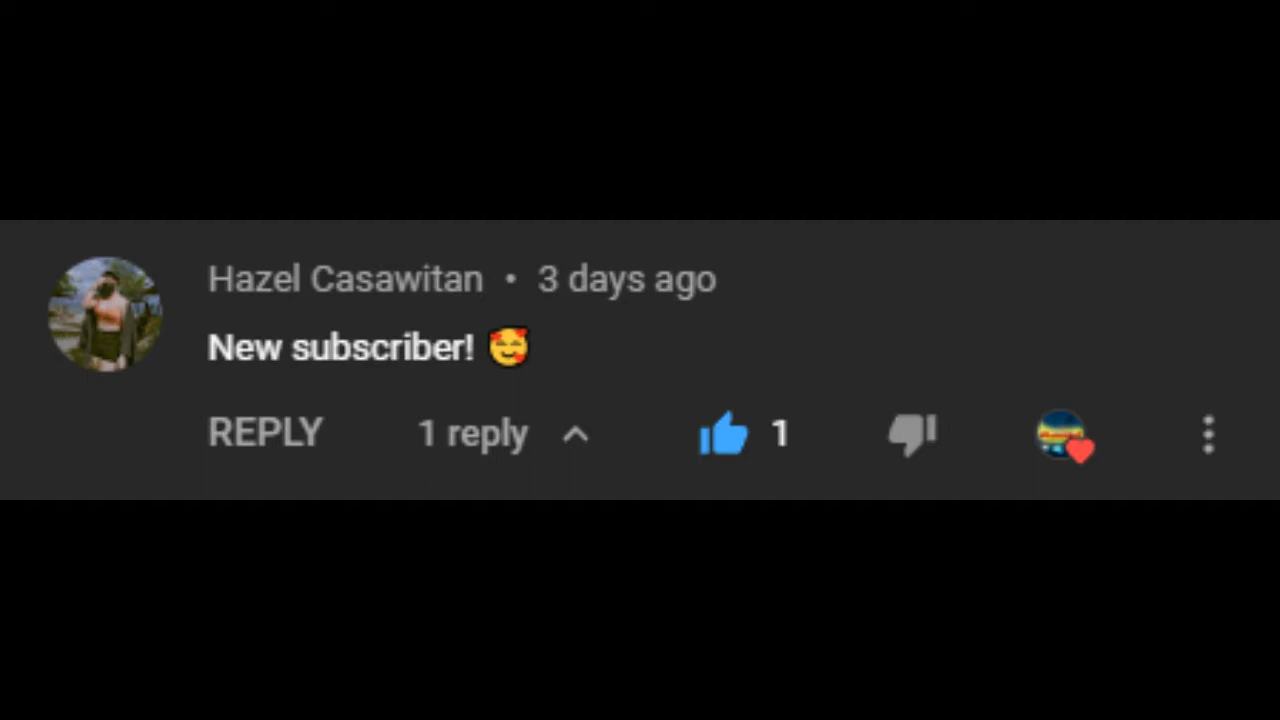 Hazel Casawitan • 3 days ago
New subscriber! 🥰
REPLY 1 reply 1